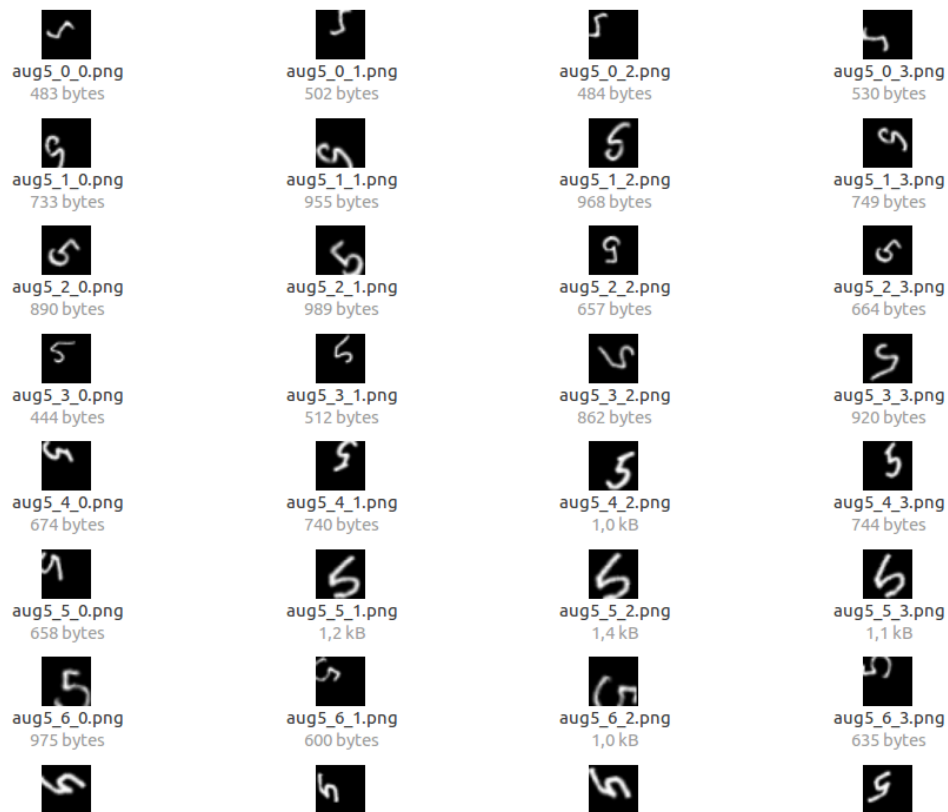 aug5_0_0.png aug5_0_1.png aug5_0_2.png aug5_0_3.png
483 bytes 502 bytes 484 bytes 530 bytes
aug5_1_0.png aug5_1_1.png aug5_1_2.png aug5_1_3.png
733 bytes 955 bytes 968 bytes 749 bytes
aug5_2_0.png aug5_2_1.png aug5_2_2.png aug5_2_3.png
890 bytes 989 bytes 657 bytes 664 bytes
aug5_3_0.png aug5_3_1.png aug5_3_2.png aug5_3_3.png
444 bytes 512 bytes 862 bytes 920 bytes
aug5_4_0.png aug5_4_1.png aug5_4_2.png aug5_4_3.png
674 bytes 740 bytes 1,0 kB 744 bytes
aug5_5_0.png aug5_5_1.png aug5_5_2.png aug5_5_3.png
658 bytes 1,2 kB 1,4 kB 1,1 kB
aug5_6_0.png aug5_6_1.png aug5_6_2.png aug5_6_3.png
975 bytes 600 bytes 1,0 kB 635 bytes